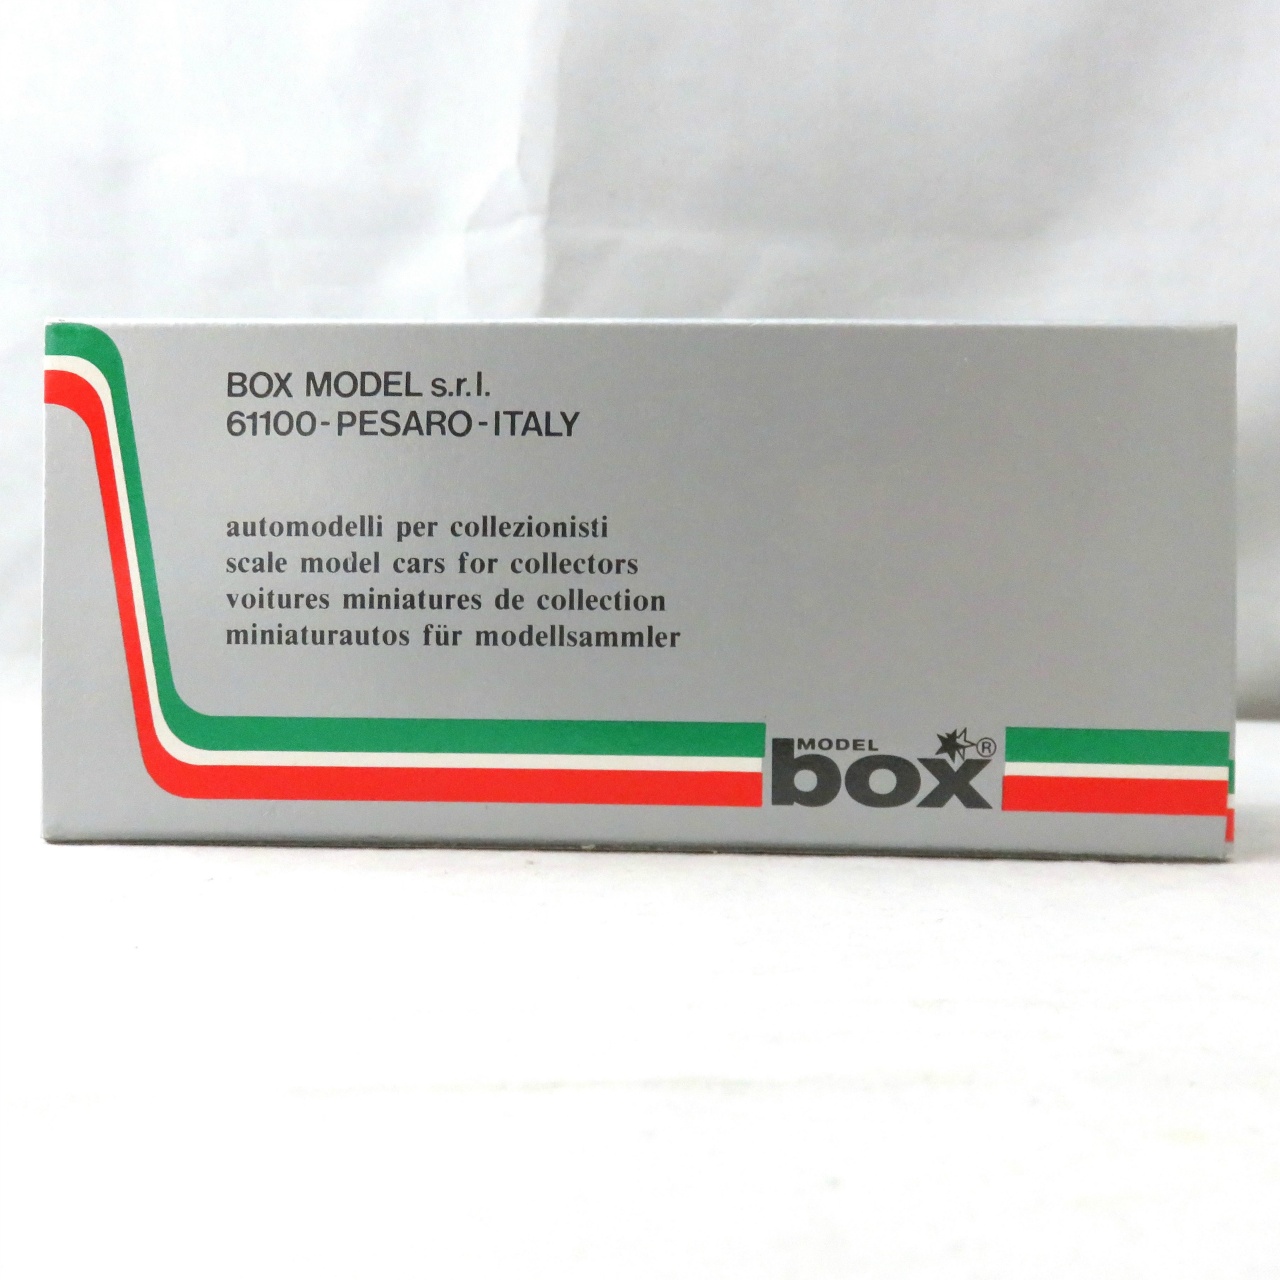 BOX MODEL s.r.l.
61100-PESARO-ITALY
automodelli per collezionisti
scale model cars for collectors
voitures miniatures de collection
miniaturautos für modellsammler
MODEL
box ®